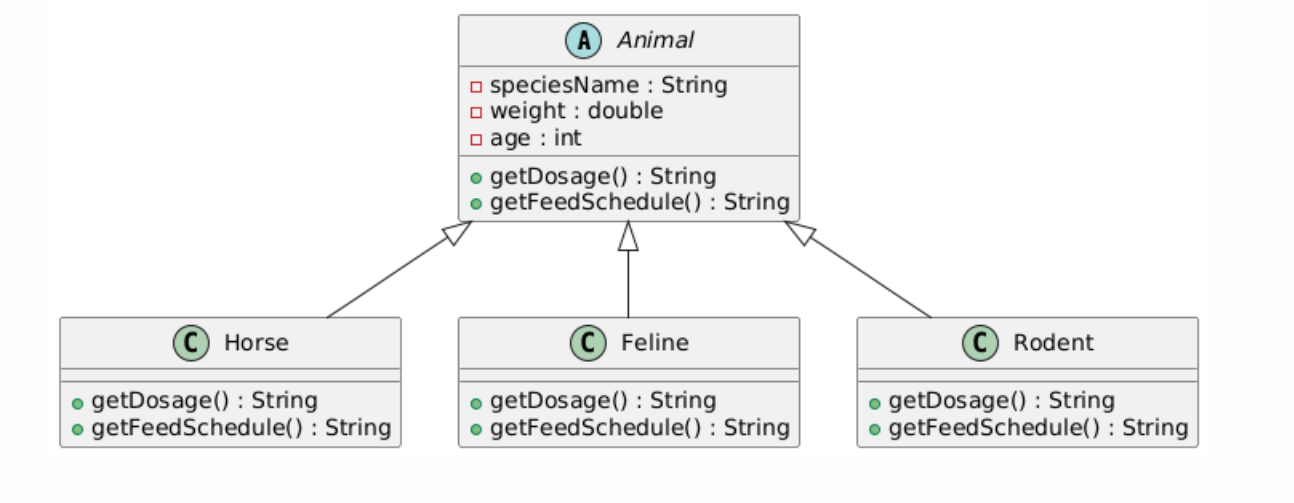 A Animal
speciesName : String
weight : double
age : int
getDosage() : String
getFeedSchedule() : String
C Horse
getDosage() : String
getFeedSchedule() : String
C Feline
getDosage() : String
getFeedSchedule() : String
C Rodent
getDosage() : String
getFeedSchedule() : String